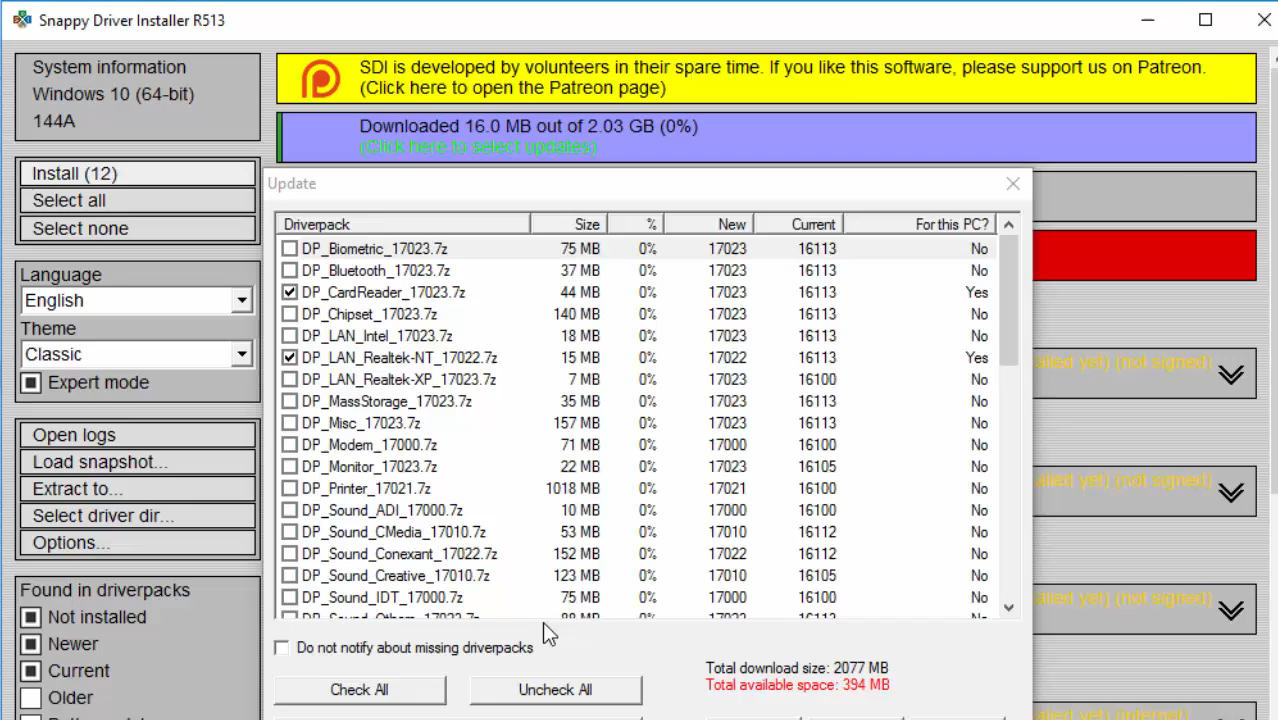 Snappy Driver Installer R513
System information
Windows 10 (64-bit)
144A
SDI is developed by volunteers in their spare time. If you like this software, please support us on Patreon.
(Click here to open the Patreon page)
Downloaded 16.0 MB out of 2.03 GB (0%)
(Click here to select updates)
Install (12)
Select all
Select none
Language
English
Theme
Classic
Expert mode
Open logs
Load snapshot...
Extract to...
Select driver dir...
Options...
Found in driverpacks
Not installed
Newer
Current
Older
Update
Driverpack Size % New Current For this PC?
DP_Biometric_17023.7z 75 MB 0% 17023 16113 No
DP_Bluetooth_17023.7z 37 MB 0% 17023 16113 No
DP_CardReader_17023.7z 44 MB 0% 17023 16113 Yes
DP_Chipset_17023.7z 140 MB 0% 17023 16113 No
DP_LAN_Intel_17023.7z 18 MB 0% 17023 16113 No
DP_LAN_Realtek-NT_17022.7z 15 MB 0% 17022 16113 Yes
DP_LAN_Realtek-XP_17023.7z 7 MB 0% 17023 16100 No
DP_MassStorage_17023.7z 35 MB 0% 17023 16113 No
DP_Misc_17023.7z 157 MB 0% 17023 16113 No
DP_Modem_17000.7z 71 MB 0% 17000 16100 No
DP_Monitor_17023.7z 22 MB 0% 17023 16105 No
DP_Printer_17021.7z 1018 MB 0% 17021 16100 No
DP_Sound_ADI_17000.7z 10 MB 0% 17000 16100 No
DP_Sound_CMedia_17010.7z 53 MB 0% 17010 16112 No
DP_Sound_Conexant_17022.7z 152 MB 0% 17022 16112 No
DP_Sound_Creative_17010.7z 123 MB 0% 17010 16105 No
DP_Sound_IDT_17000.7z 75 MB 0% 17000 16100 No
Do not notify about missing driverpacks
Check All
Uncheck All
Total download size: 2077 MB
Total available space: 394 MB
alled yet) (not signed)
alled yet) (not signed)
alled yet) (not signed)
alled yet) (internet)